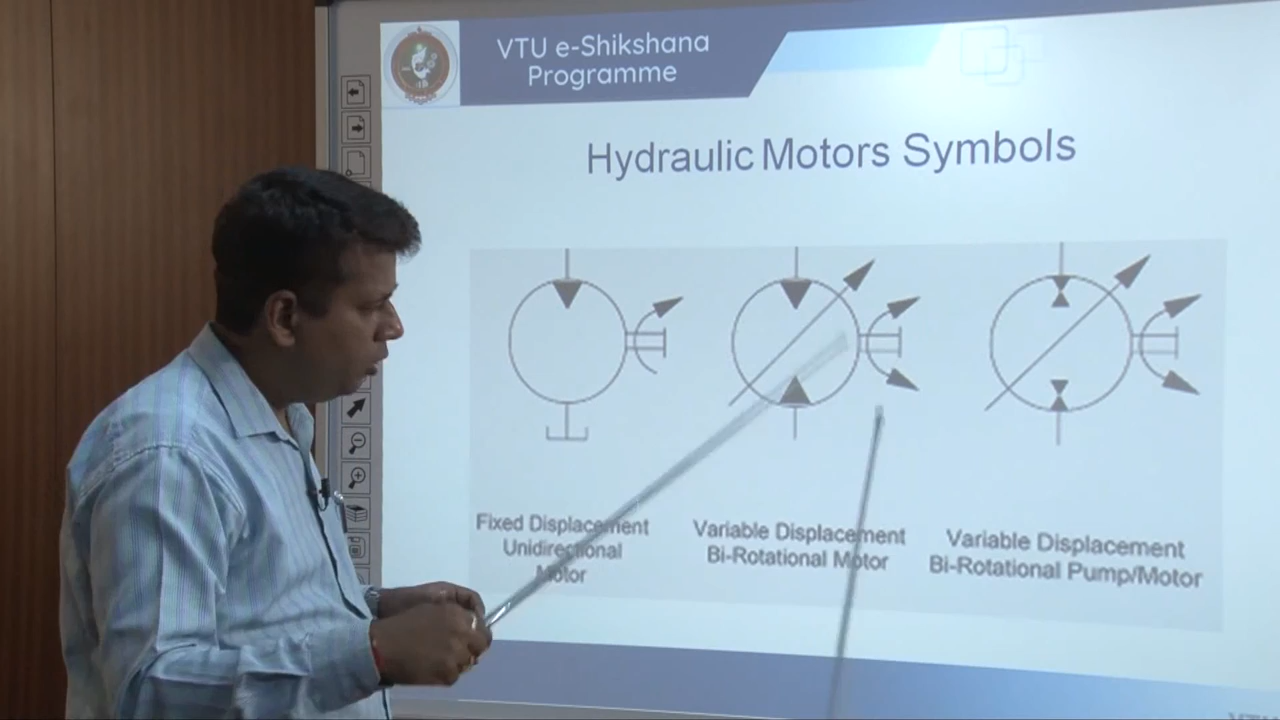 VTU e-Shikshana
Programme
Hydraulic Motors Symbols
Fixed Displacement
Unidirectional
Motor
Variable Displacement
Bi-Rotational Motor
Variable Displacement
Bi-Rotational Pump/Motor